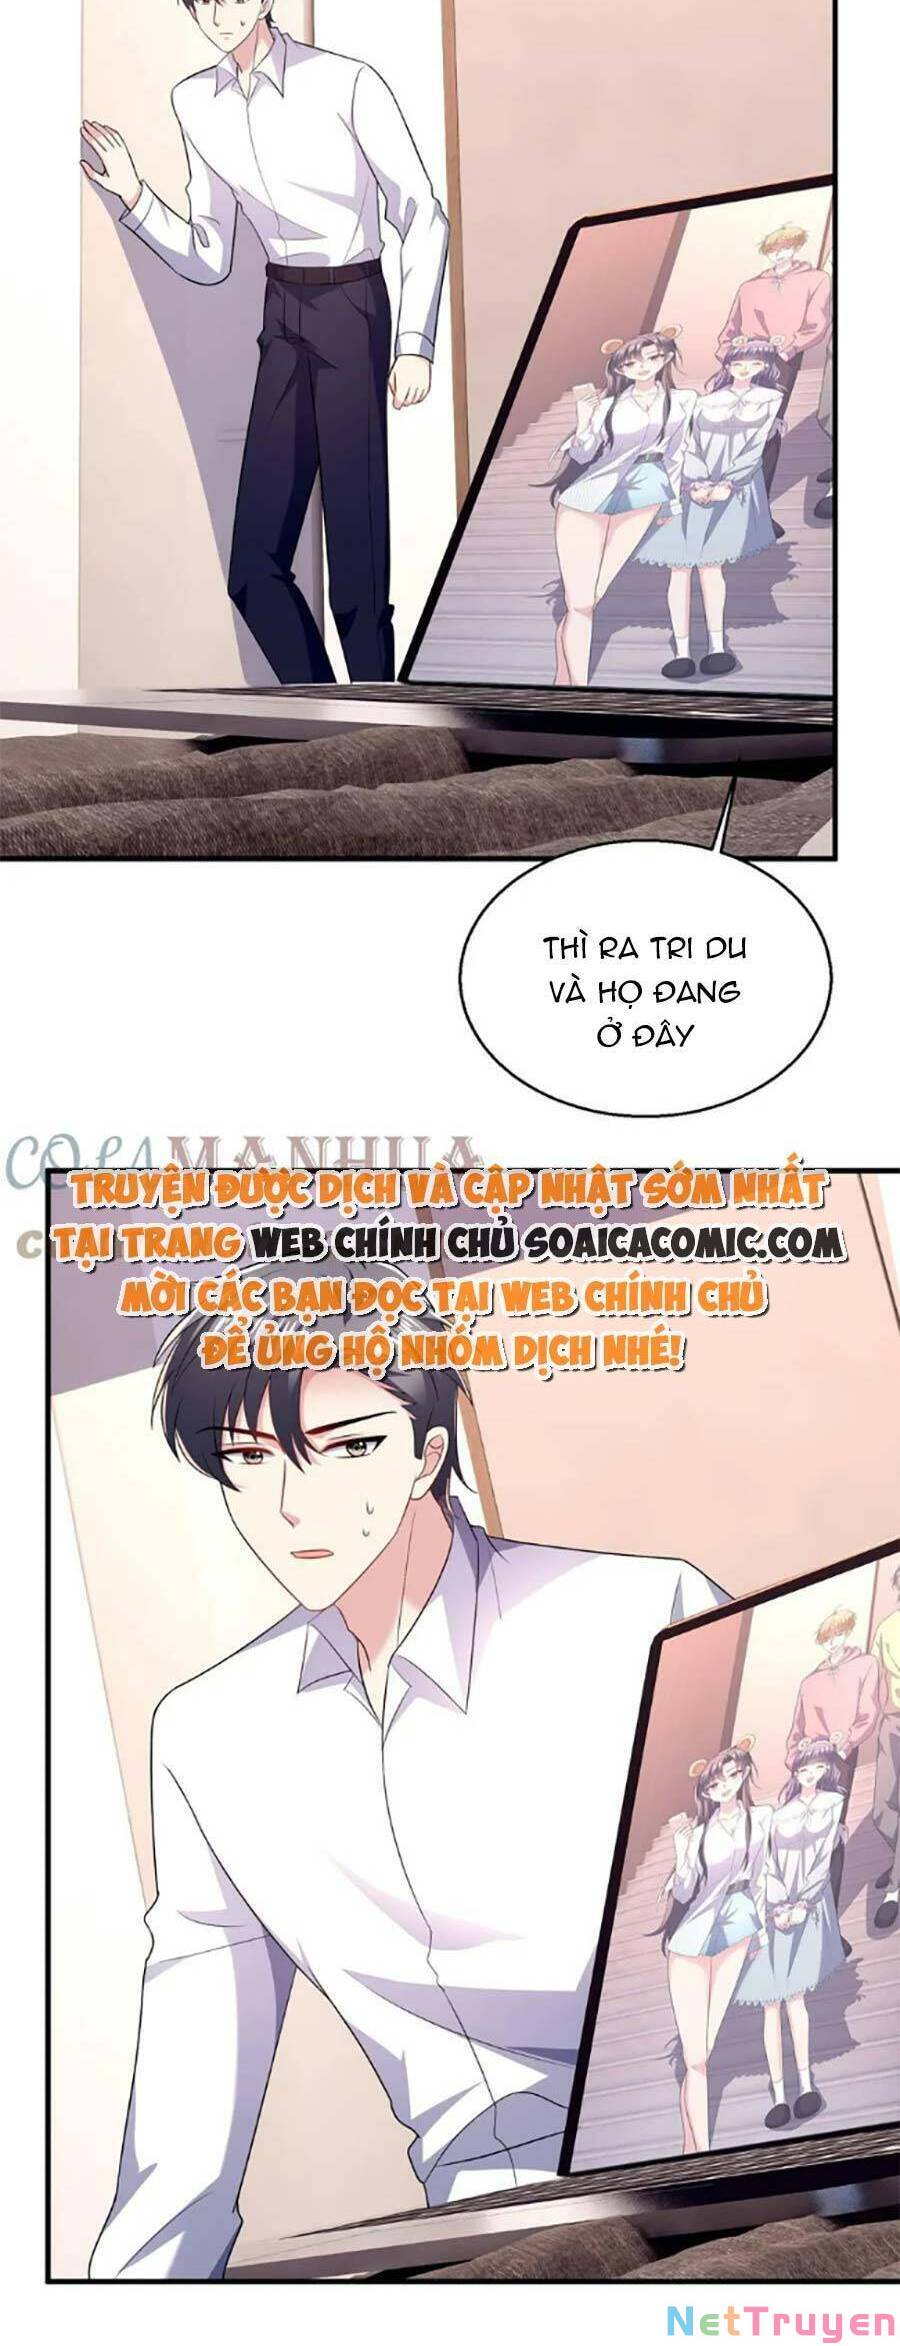 THÌ RA TRI DU
VÀ HỌ ĐANG
Ở ĐÂY
COLAMANHUA
TRUYỆN ĐƯỢC DỊCH VÀ CẬP NHẬT SỚM NHẤT
TẠI TRANG WEB CHÍNH CHỦ SOAICACOMIC.COM
MỜI CÁC BẠN ĐỌC TẠI WEB CHÍNH CHỦ
ĐỂ ỦNG HỘ NHÓM DỊCH NHÉ!
NetTruyen